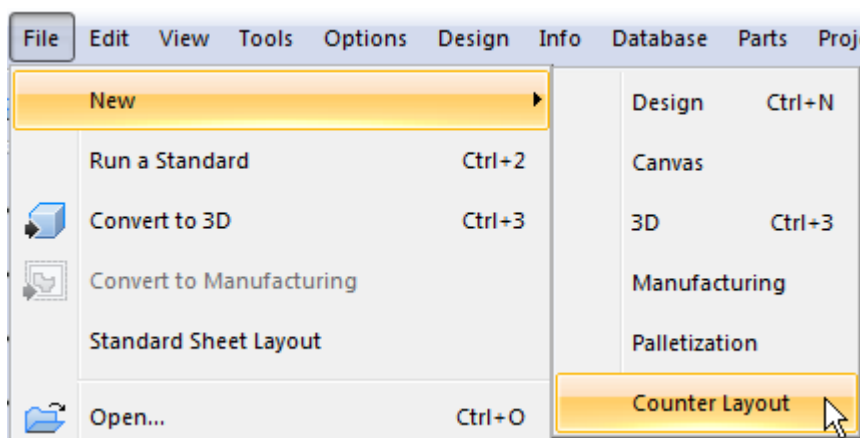 File Edit View Tools Options Design Info Database Parts Proj
New
Run a Standard Ctrl+2
Convert to 3D Ctrl+3
Convert to Manufacturing
Standard Sheet Layout
Open... Ctrl+O
Design Ctrl+N
Canvas
3D Ctrl+3
Manufacturing
Palletization
Counter Layout